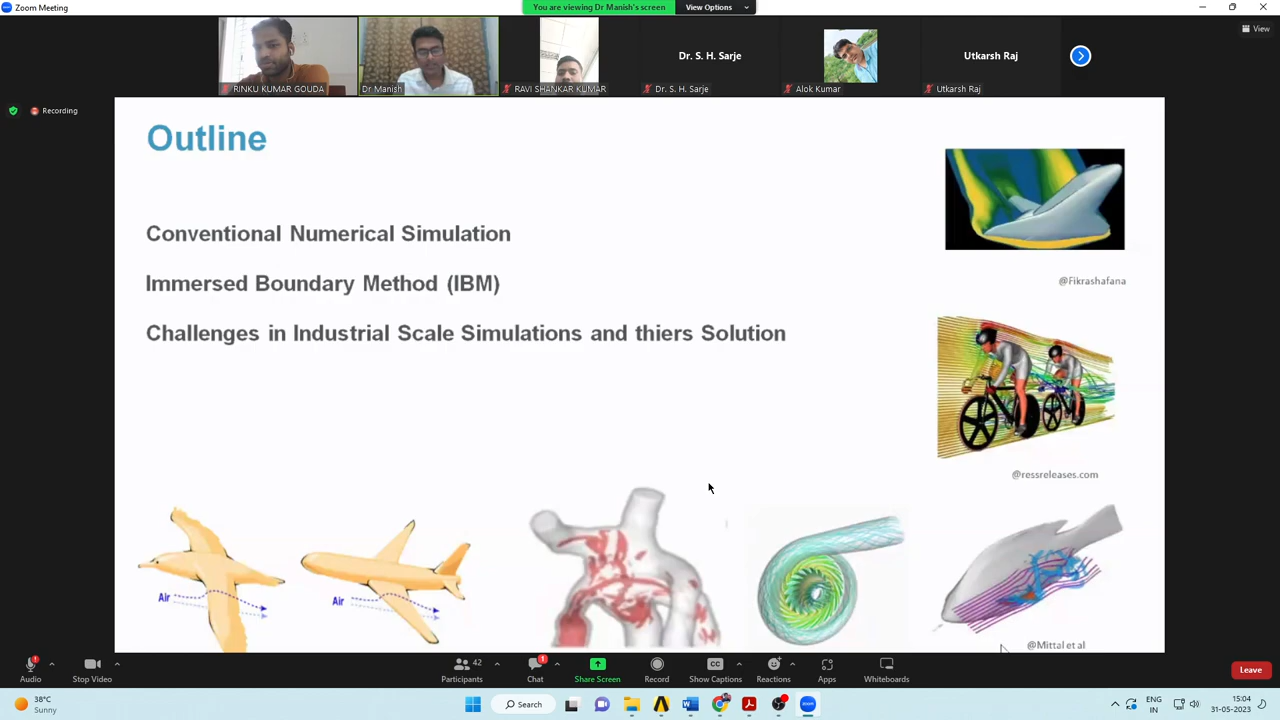 Zoom Meeting
You are viewing Dr Manish's screen
View Options
View
RINKU KUMAR GOUDA
Dr Manish
RAVI SHANKAR KUMAR
Dr. S. H. Sarje
Dr. S. H. Sarje
Alok Kumar
Utkarsh Raj
Utkarsh Raj
Recording
Outline
Conventional Numerical Simulation
Immersed Boundary Method (IBM)
Challenges in Industrial Scale Simulations and thiers Solution
@Fikrashafana
@ressreleases.com
Air
Air
@Mittal et al
Audio
Stop Video
42
Participants
1
Chat
Share Screen
Record
CC
Show Captions
Reactions
Apps
Whiteboards
Leave
38°C
Sunny
Search
zoom
ENG
IN
15:04
31-05-2023